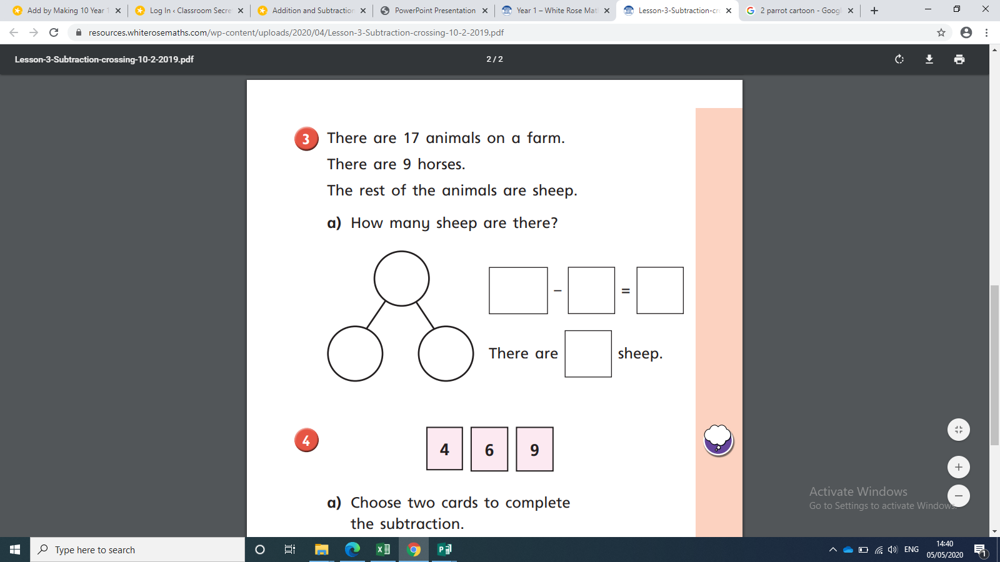 Add by Making 10 Year 1
Log In ‹ Classroom Secre
Addition and Subtraction
PowerPoint Presentation
Year 1 – White Rose Mat
Lesson-3-Subtraction-cr
2 parrot cartoon - Goog
resources.whiterosemaths.com/wp-content/uploads/2020/04/Lesson-3-Subtraction-crossing-10-2-2019.pdf
Lesson-3-Subtraction-crossing-10-2-2019.pdf
2 / 2
3 There are 17 animals on a farm.
There are 9 horses.
The rest of the animals are sheep.
a) How many sheep are there?
– =
There are sheep.
4
4 6 9
a) Choose two cards to complete
the subtraction.
Activate Windows
Go to Settings to activate Windows.
Type here to search
ENG
14:40
05/05/2020
1